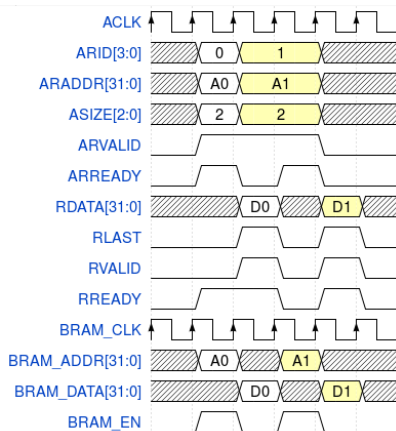 ACLK
ARID[3:0] 0 1
ARADDR[31:0] A0 A1
ASIZE[2:0] 2 2
ARVALID
ARREADY
RDATA[31:0] D0 D1
RLAST
RVALID
RREADY
BRAM_CLK
BRAM_ADDR[31:0] A0 A1
BRAM_DATA[31:0] D0 D1
BRAM_EN